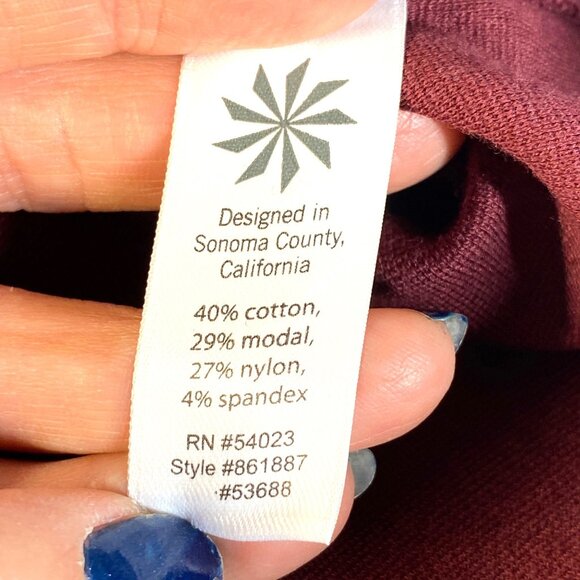 Designed in
Sonoma County,
California
40% cotton,
29% modal,
27% nylon,
4% spandex
RN #54023
Style #861887
#53688